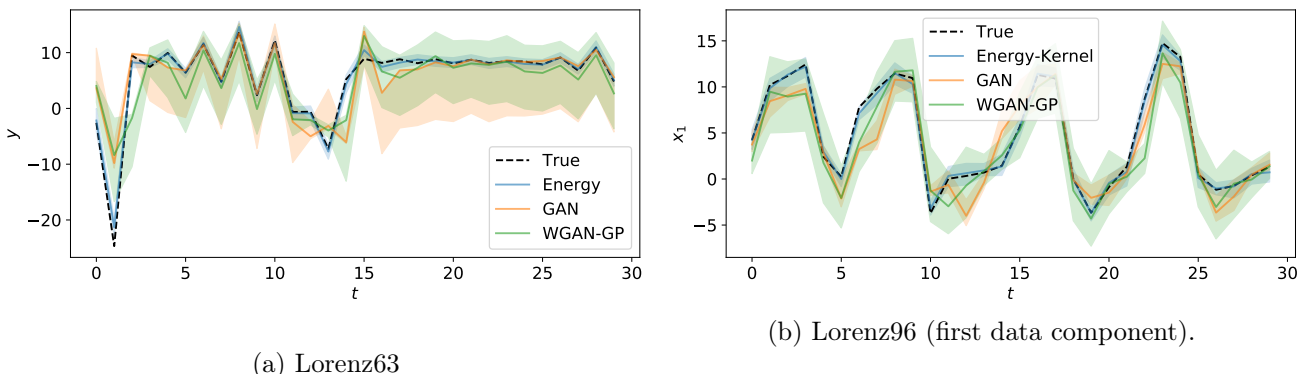 10
0
−10
−20
y
0 5 10 15 20 25 30
t
True
Energy
GAN
WGAN-GP
(a) Lorenz63
15
10
5
0
−5
x1
0 5 10 15 20 25 30
t
True
Energy-Kernel
GAN
WGAN-GP
(b) Lorenz96 (first data component).